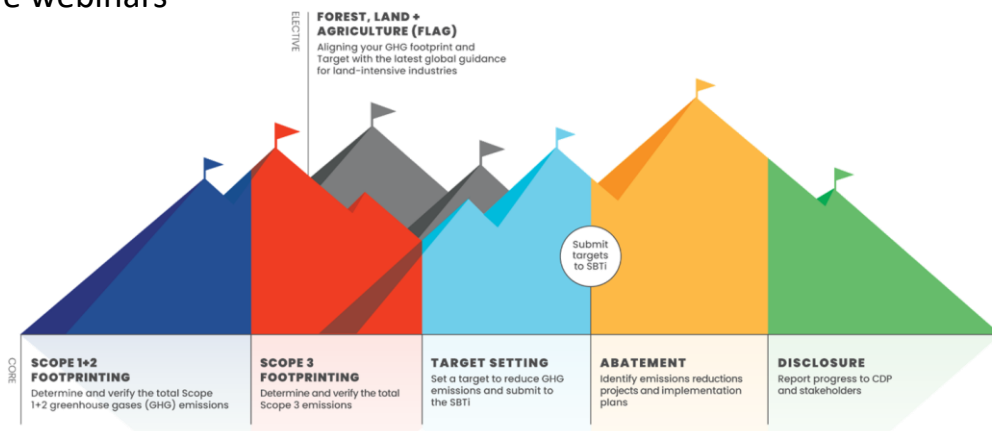 e webinars
ELECTIVE
FOREST, LAND +
AGRICULTURE (FLAG)
Aligning your GHG footprint and
Target with the latest global guidance
for land-intensive industries
Submit
targets
to SBTi
CORE
SCOPE 1+2
FOOTPRINTING
Determine and verify the total Scope
1+2 greenhouse gases (GHG) emissions
SCOPE 3
FOOTPRINTING
Determine and verify the total
Scope 3 emissions
TARGET SETTING
Set a target to reduce GHG
emissions and submit to
the SBTi
ABATEMENT
Identify emissions reductions
projects and implementation
plans
DISCLOSURE
Report progress to CDP
and stakeholders